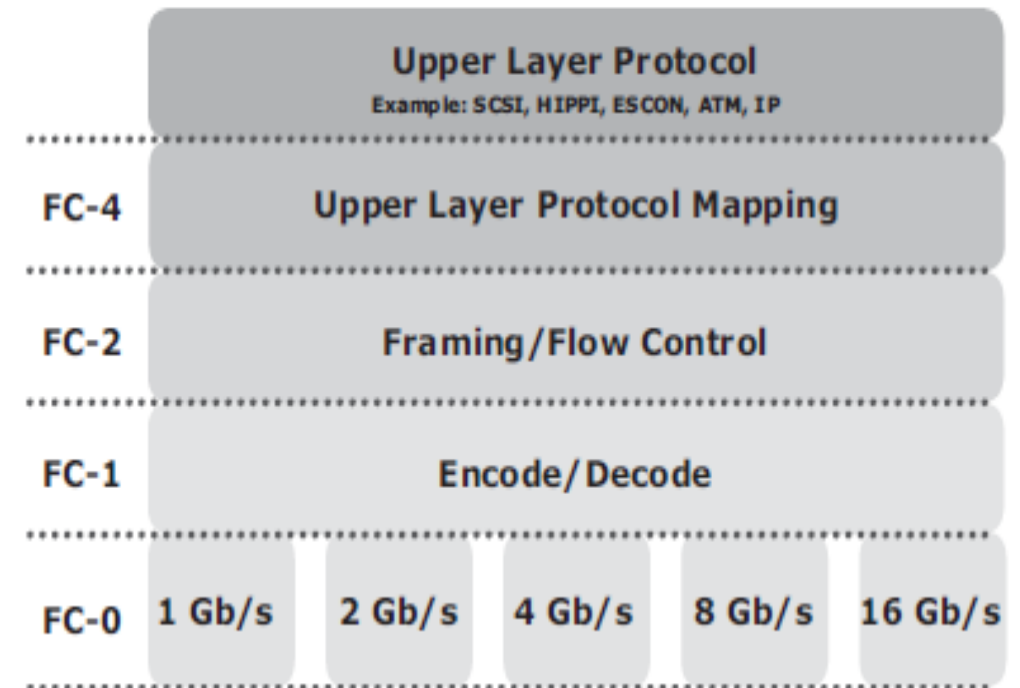 Upper Layer Protocol
Example: SCSI, HIPPI, ESCON, ATM, IP
FC-4
Upper Layer Protocol Mapping
FC-2
Framing/Flow Control
FC-1
Encode/Decode
FC-0
1 Gb/s
2 Gb/s
4 Gb/s
8 Gb/s
16 Gb/s